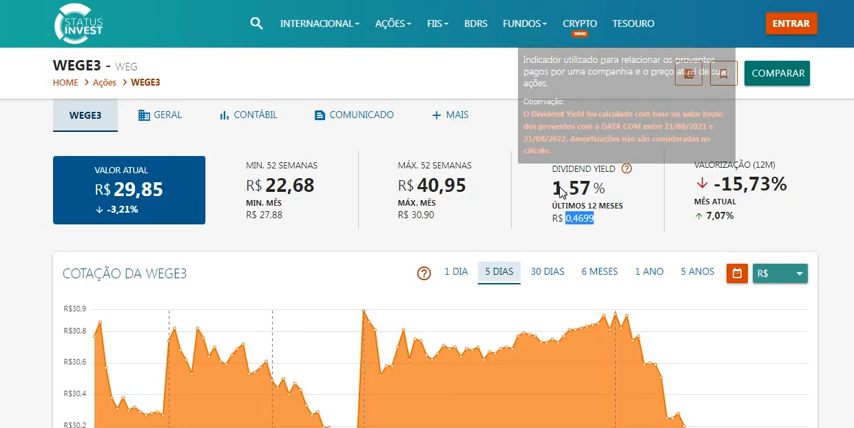 STATUS
INVEST
INTERNACIONAL
AÇÕES
FIIS
BDRS
FUNDOS
CRYPTO
NOVO
TESOURO
ENTRAR
WEGE3 - WEG
HOME > Ações > WEGE3
Indicador utilizado para relacionar os proventos
pagos por uma companhia e o preço atual de suas
ações.
Observação:
O Dividend Yield foi calculado com base no valor bruto
dos proventos com a DATA COM entre 21/08/2021 e
21/08/2022. Amortizações não são consideradas no
cálculo.
COMPARAR
WEGE3
GERAL
CONTÁBIL
COMUNICADO
+ MAIS
VALOR ATUAL
R$ 29,85
-3,21%
MIN. 52 SEMANAS
R$ 22,68
MIN. MÊS
R$ 27,88
MÁX. 52 SEMANAS
R$ 40,95
MÁX. MÊS
R$ 30,90
DIVIDEND YIELD ?
1,57 %
ÚLTIMOS 12 MESES
R$ 0,4699
VALORIZAÇÃO (12M)
-15,73%
MÊS ATUAL
7,07%
COTAÇÃO DA WEGE3
?
1 DIA
5 DIAS
30 DIAS
6 MESES
1 ANO
5 ANOS
R$
R$30.9
R$30.8
R$30.6
R$30.4
R$30.2